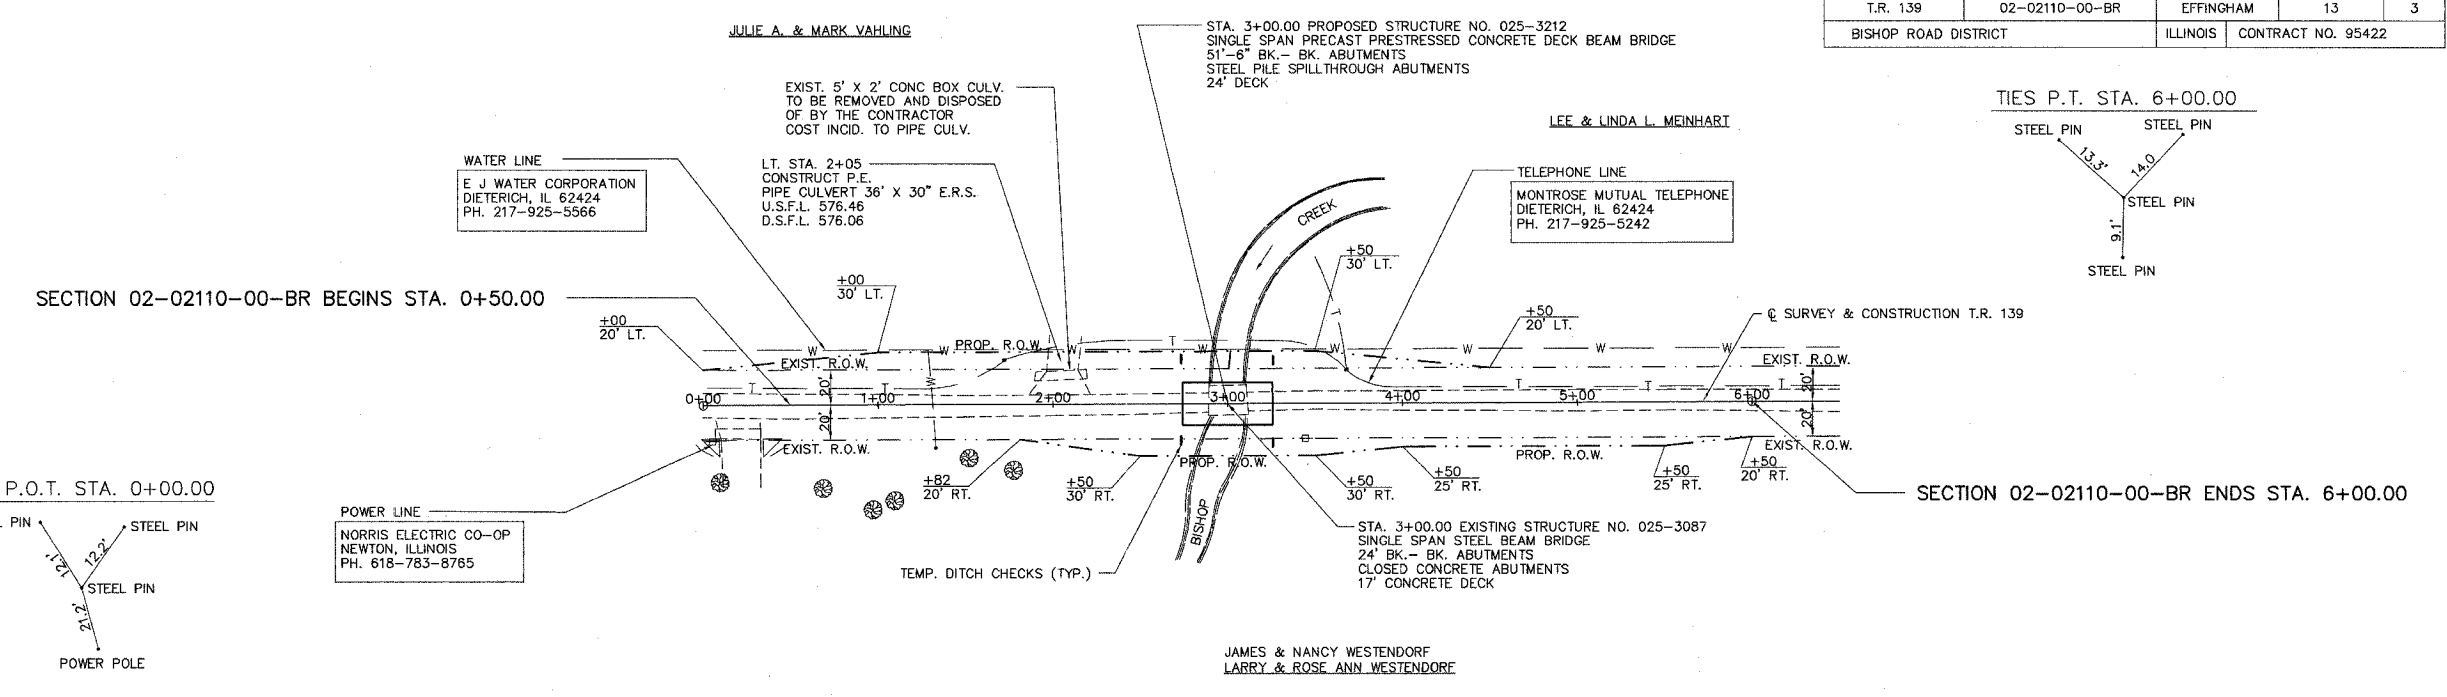 T.R. 139 02-02110-00-BR EFFINGHAM 13 3
BISHOP ROAD DISTRICT ILLINOIS CONTRACT NO. 95422
JULIE A. & MARK VAHLING
STA. 3+00.00 PROPOSED STRUCTURE NO. 025-3212
SINGLE SPAN PRECAST PRESTRESSED CONCRETE DECK BEAM BRIDGE
51'-6" BK.- BK. ABUTMENTS
STEEL PILE SPILLTHROUGH ABUTMENTS
24' DECK
EXIST. 5' X 2' CONC BOX CULV.
TO BE REMOVED AND DISPOSED
OF BY THE CONTRACTOR
COST INCID. TO PIPE CULV.
LEE & LINDA L. MEINHART
TIES P.T. STA. 6+00.00
STEEL PIN
STEEL PIN
13.3'
14.0
STEEL PIN
9.1'
STEEL PIN
WATER LINE
E J WATER CORPORATION
DIETERICH, IL 62424
PH. 217-925-5566
LT. STA. 2+05
CONSTRUCT P.E.
PIPE CULVERT 36' X 30" E.R.S.
U.S.F.L. 576.46
D.S.F.L. 576.06
TELEPHONE LINE
MONTROSE MUTUAL TELEPHONE
DIETERICH, IL 62424
PH. 217-925-5242
CREEK
SECTION 02-02110-00-BR BEGINS STA. 0+50.00
+00
20' LT.
+00
30' LT.
+50
30' LT.
+50
20' LT.
℄ SURVEY & CONSTRUCTION T.R. 139
W W PROP. R.O.W. W T W W W W W
EXIST. R.O.W. T EXIST. R.O.W.
T T 20' W T T T 20'
0+00 1+00 2+00 3+00 4+00 5+00 6+00
20' 20'
EXIST. R.O.W. PROP. R.O.W. PROP. R.O.W. EXIST. R.O.W.
+82
20' RT.
+50
30' RT.
+50
30' RT.
+50
25' RT.
+50
25' RT.
+50
20' RT.
BISHOP
SECTION 02-02110-00-BR ENDS STA. 6+00.00
P.O.T. STA. 0+00.00
PIN
STEEL PIN
12.1'
12.2'
STEEL PIN
21.2'
POWER POLE
POWER LINE
NORRIS ELECTRIC CO-OP
NEWTON, ILLINOIS
PH. 618-783-8765
TEMP. DITCH CHECKS (TYP.)
STA. 3+00.00 EXISTING STRUCTURE NO. 025-3087
SINGLE SPAN STEEL BEAM BRIDGE
24' BK.- BK. ABUTMENTS
CLOSED CONCRETE ABUTMENTS
17' CONCRETE DECK
JAMES & NANCY WESTENDORF
LARRY & ROSE ANN WESTENDORF